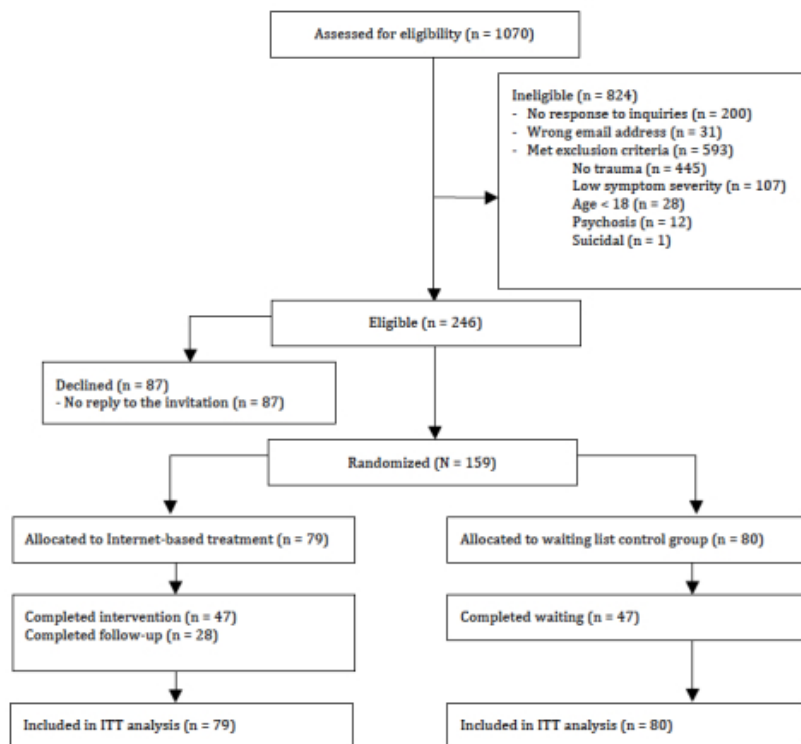 Assessed for eligibility (n = 1070)
Ineligible (n = 824)
- No response to inquiries (n = 200)
- Wrong email address (n = 31)
- Met exclusion criteria (n = 593)
No trauma (n = 445)
Low symptom severity (n = 107)
Age < 18 (n = 28)
Psychosis (n = 12)
Suicidal (n = 1)
Eligible (n = 246)
Declined (n = 87)
- No reply to the invitation (n = 87)
Randomized (N = 159)
Allocated to Internet-based treatment (n = 79)
Allocated to waiting list control group (n = 80)
Completed intervention (n = 47)
Completed follow-up (n = 28)
Completed waiting (n = 47)
Included in ITT analysis (n = 79)
Included in ITT analysis (n = 80)